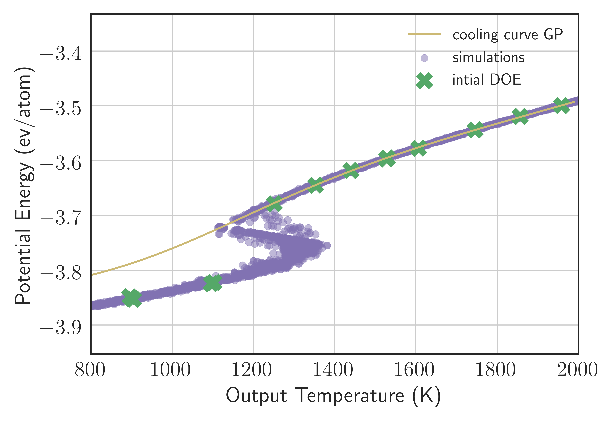 cooling curve GP
simulations
intial DOE
−3.4
−3.5
−3.6
−3.7
−3.8
−3.9
Potential Energy (ev/atom)
800 1000 1200 1400 1600 1800 2000
Output Temperature (K)